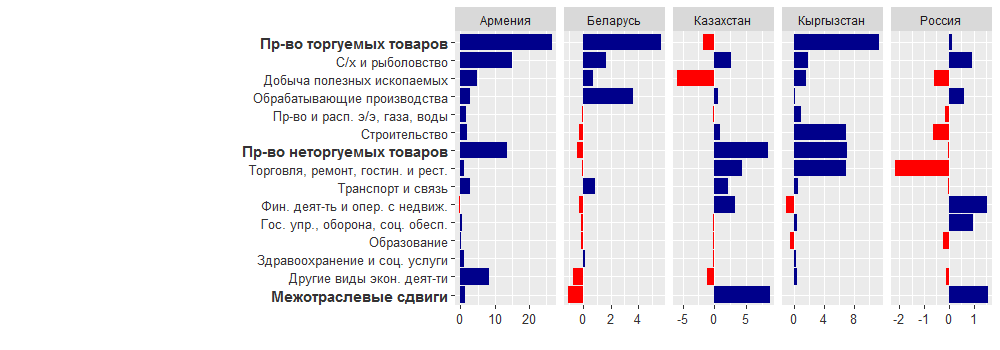 Армения Беларусь Казахстан Кыргызстан Россия
Пр-во торгуемых товаров
С/х и рыболовство
Добыча полезных ископаемых
Обрабатывающие производства
Пр-во и расп. э/э, газа, воды
Строительство
Пр-во неторгуемых товаров
Торговля, ремонт, гостин. и рест.
Транспорт и связь
Фин. деят-ть и опер. с недвиж.
Гос. упр., оборона, соц. обесп.
Образование
Здравоохранение и соц. услуги
Другие виды экон. деят-ти
Межотраслевые сдвиги
0 10 20 0 2 4 -5 0 5 0 4 8 -2 -1 0 1